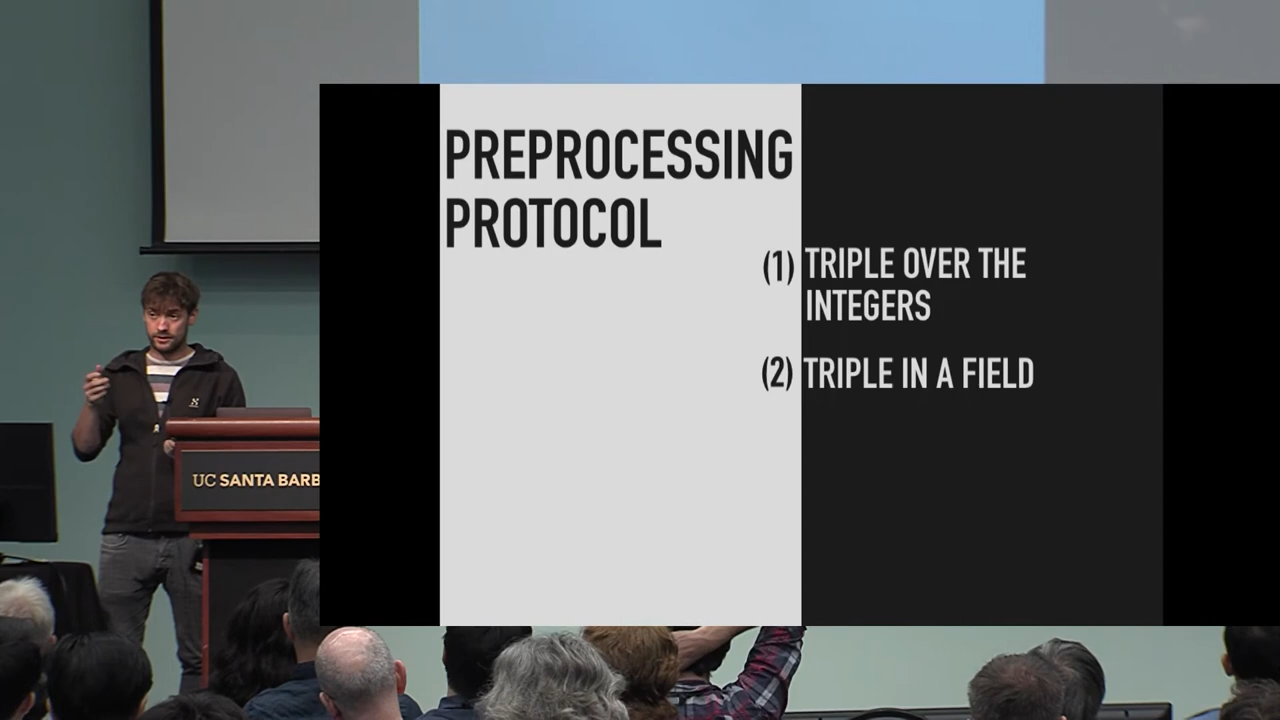 PREPROCESSING
PROTOCOL
(1) TRIPLE OVER THE
INTEGERS
(2) TRIPLE IN A FIELD
UC SANTA BARB